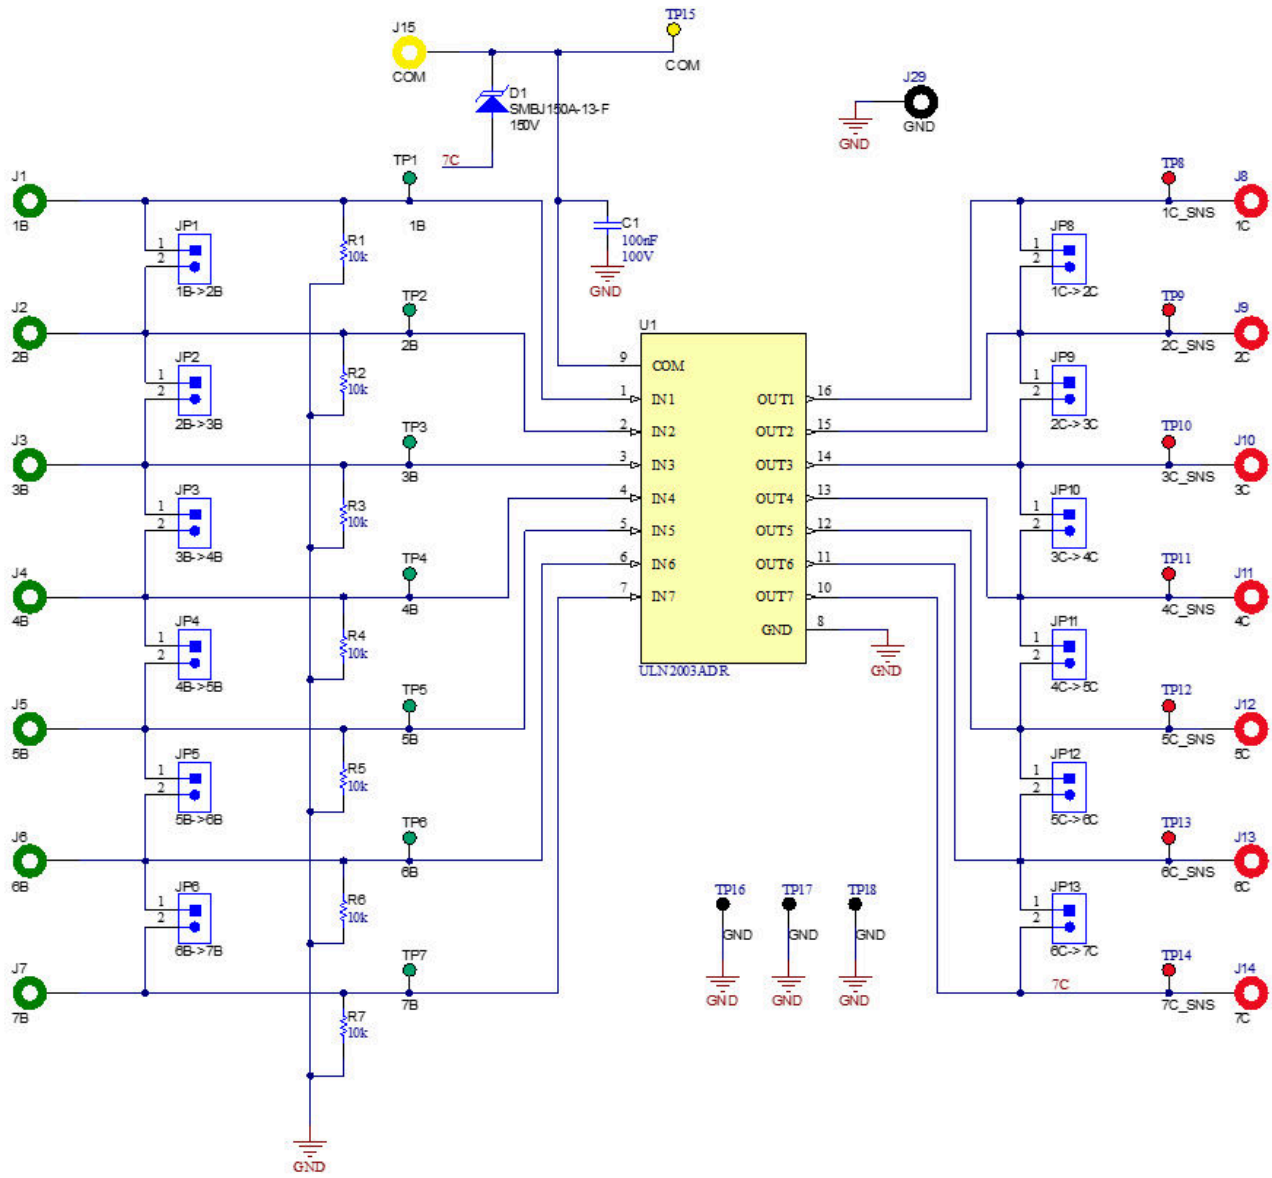 J15
COM
TP15
COM
D1
SMBJ150A-13-F
150V
7C
J29
GND
GND
J1
1B
TP1
1B
JP1
1
2
1B->2B
R1
10k
C1
100nF
100V
GND
TP8
1C_SNS
J8
1C
JP8
1
2
1C->2C
J2
2B
TP2
2B
JP2
1
2
2B->3B
R2
10k
TP9
2C_SNS
J9
2C
JP9
1
2
2C->3C
U1
9 COM
1 IN1 OUT1 16
2 IN2 OUT2 15
3 IN3 OUT3 14
4 IN4 OUT4 13
5 IN5 OUT5 12
6 IN6 OUT6 11
7 IN7 OUT7 10
GND 8
GND
ULN2003ADR
J3
3B
TP3
3B
JP3
1
2
3B->4B
R3
10k
TP10
3C_SNS
J10
3C
JP10
1
2
3C->4C
J4
4B
TP4
4B
JP4
1
2
4B->5B
R4
10k
TP11
4C_SNS
J11
4C
JP11
1
2
4C->5C
J5
5B
TP5
5B
JP5
1
2
5B->6B
R5
10k
TP12
5C_SNS
J12
5C
JP12
1
2
5C->6C
J6
6B
TP6
6B
JP6
1
2
6B->7B
R6
10k
TP16
GND
GND
TP17
GND
GND
TP18
GND
GND
TP13
6C_SNS
J13
6C
JP13
1
2
6C->7C
J7
7B
TP7
7B
R7
10k
7C
TP14
7C_SNS
J14
7C
GND